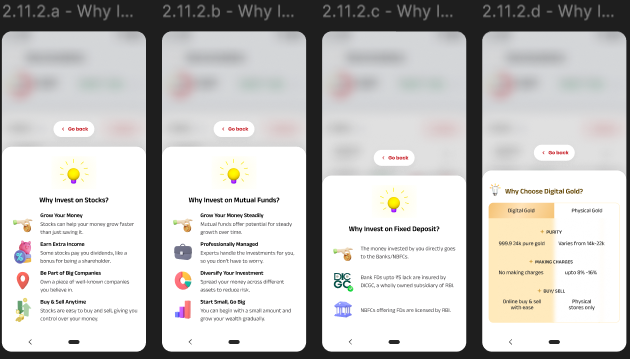 2.11.2.a - Why I...
Go back
Why Invest on Stocks?
Grow Your Money
Stocks can help your money grow faster
than just saving it.
Earn Extra Income
Some stocks pay you dividends, like a
bonus for being a shareholder.
Be Part of Big Companies
Own a piece of well-known companies
you believe in.
Buy & Sell Anytime
Stocks are easy to buy and sell, giving you
control over your money.
2.11.2.b - Why I...
Go back
Why Invest on Mutual Funds?
Grow Your Money Steadily
Mutual funds offer potential for steady
growth over time.
Professionally Managed
Experts handle the investments for you,
so you don't have to worry.
Diversify Your Investment
Spread your money across different
assets to reduce risk.
Start Small, Go Big
You can begin with a small amount and
grow your wealth gradually.
2.11.2.c - Why I...
Go back
Why Invest on Fixed Deposit?
The money invested by you directly goes
to the Banks/NBFCs.
DIC
GC
Bank FDs upto ₹5 lack are insured by
DICGC, a wholly owned subsidiary of RBI.
NBFCs offering FDs are licensed by RBI.
2.11.2.d - Why I...
Go back
Why Choose Digital Gold?
Digital Gold
Physical Gold
PURITY
999.9 24k pure gold
Varies from 14k-22k
MAKING CHARGES
No making charges
upto 8% -16%
BUY/SELL
Online buy & sell
with ease
Physical
stores only